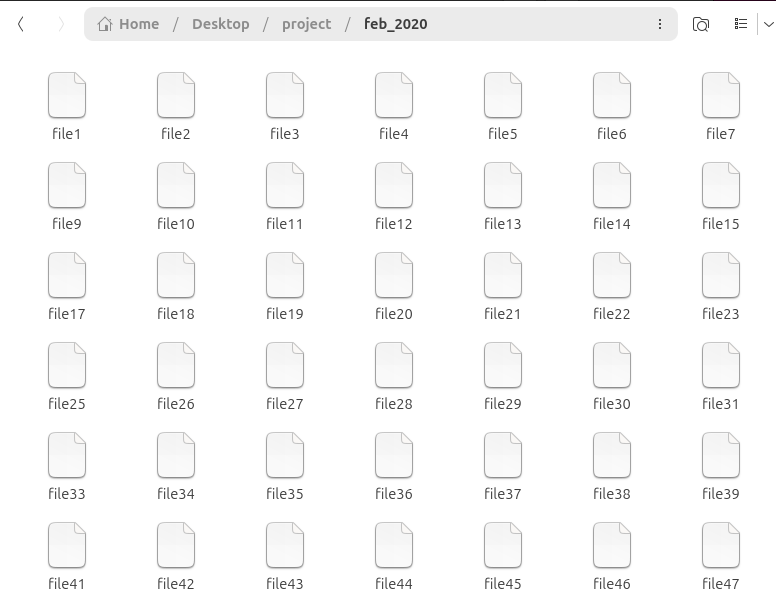 Home / Desktop / project / feb_2020
file1 file2 file3 file4 file5 file6 file7
file9 file10 file11 file12 file13 file14 file15
file17 file18 file19 file20 file21 file22 file23
file25 file26 file27 file28 file29 file30 file31
file33 file34 file35 file36 file37 file38 file39
file41 file42 file43 file44 file45 file46 file47